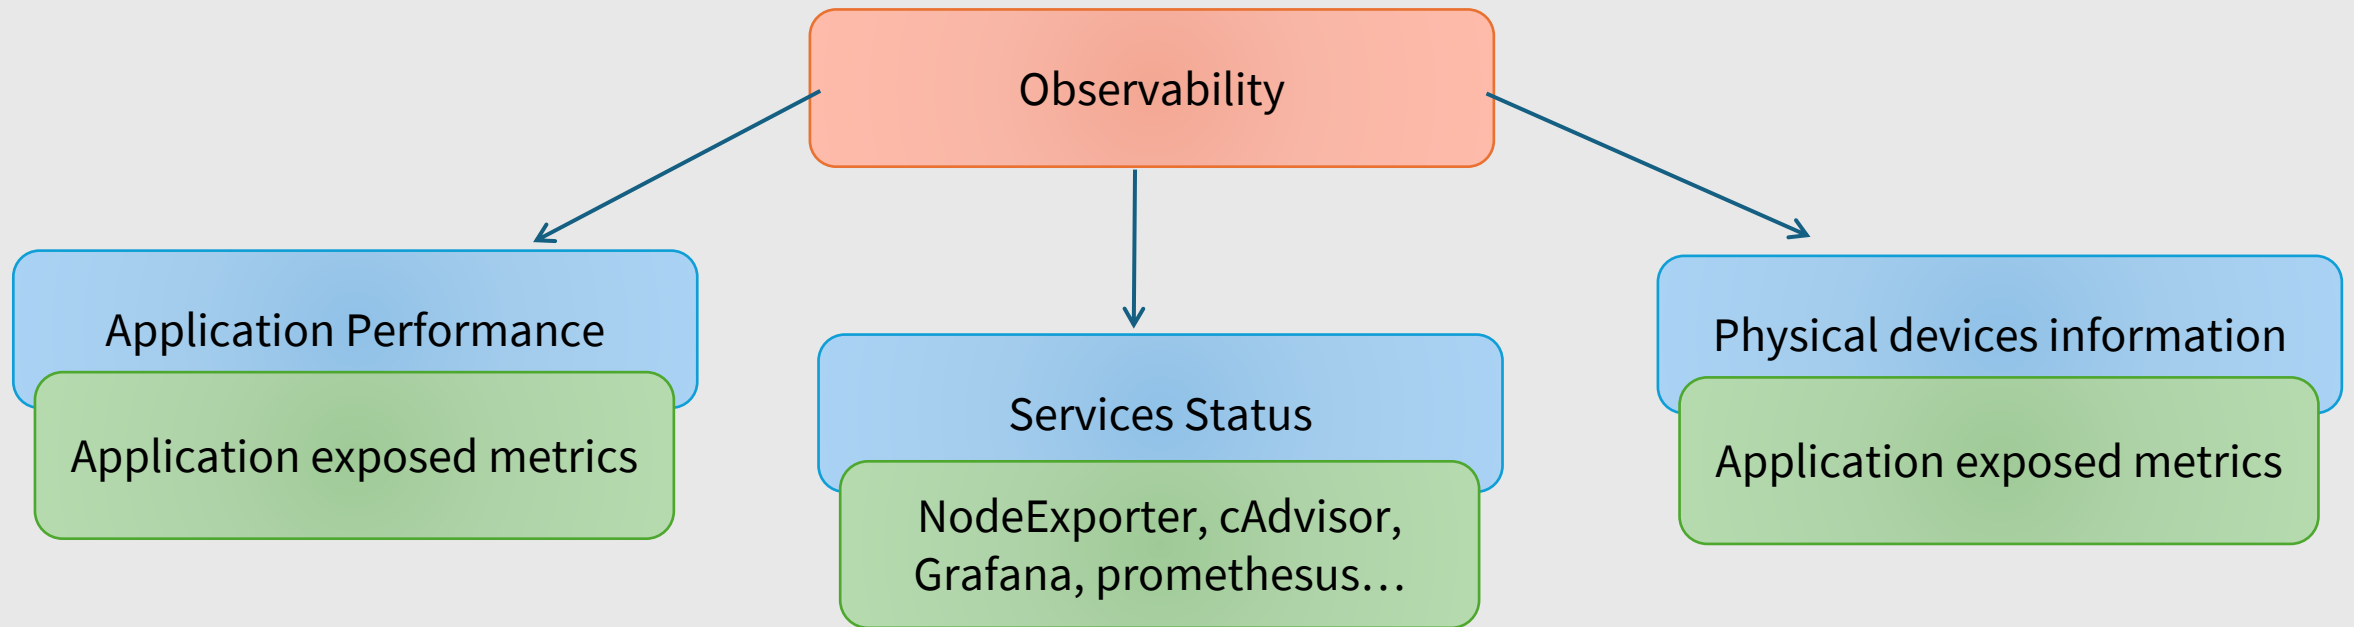 Observability
Application Performance
Application exposed metrics
Services Status
NodeExporter, cAdvisor,
Grafana, promethesus…
Physical devices information
Application exposed metrics